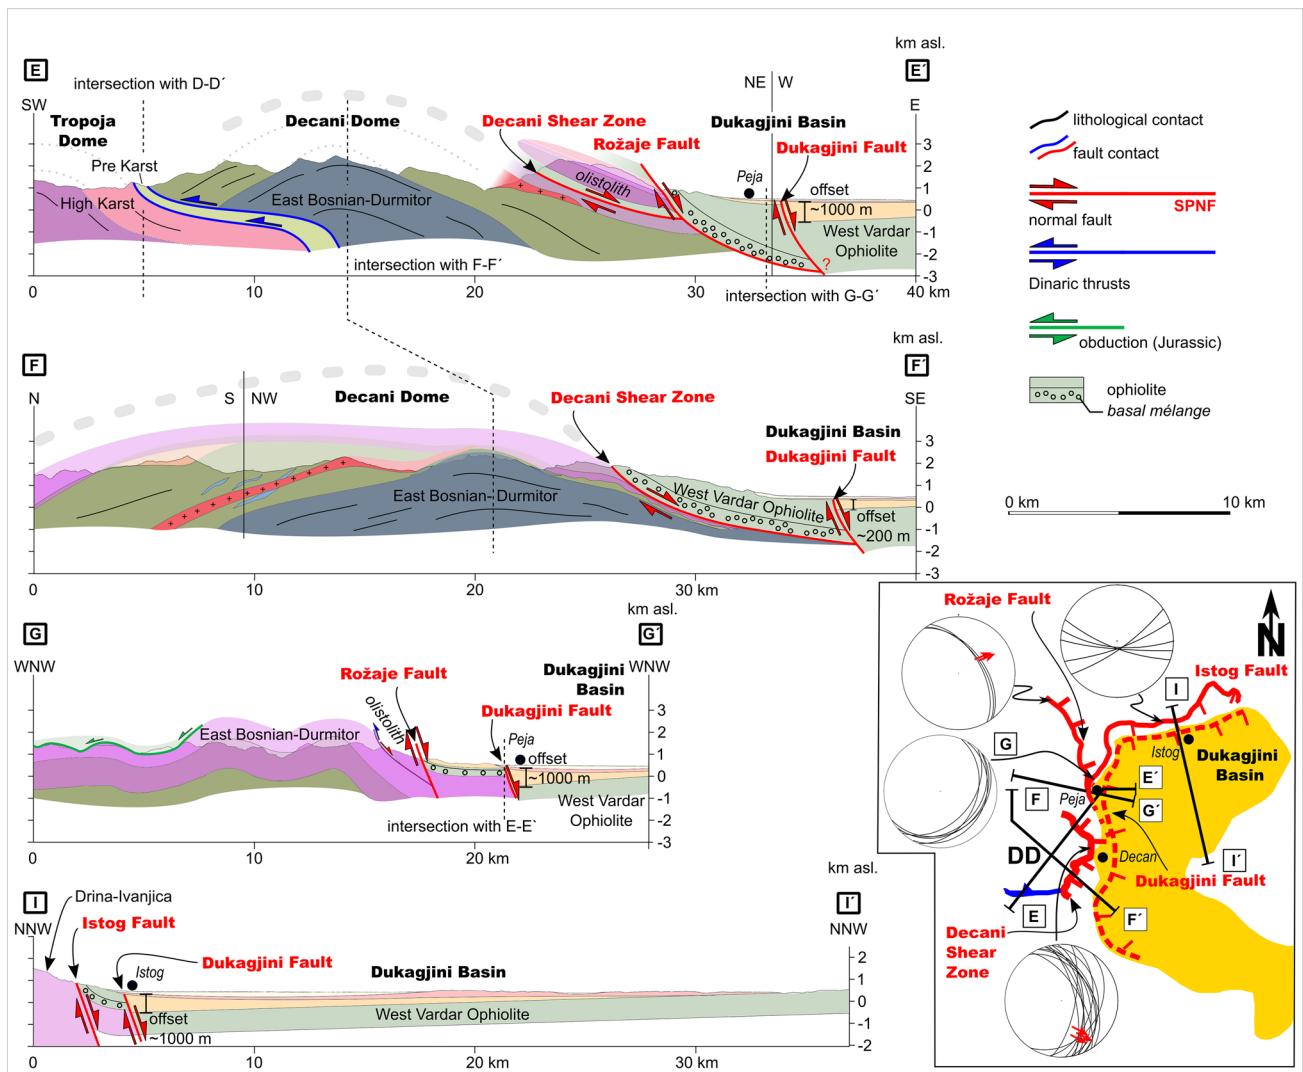 km asl.
E
E´
intersection with D-D´
NE
W
SW
E
Tropoja
Dome
Decani Dome
Decani Shear Zone
Rožaje Fault
Dukagjini Basin
Dukagjini Fault
Pre Karst
High Karst
East Bosnian-Durmitor
olistolith
Peja
offset
~1000 m
West Vardar
Ophiolite
?
3
2
1
0
-1
-2
-3
intersection with F-F´
intersection with G-G´
0
10
20
30
40 km
lithological contact
fault contact
SPNF
normal fault
Dinaric thrusts
obduction (Jurassic)
ophiolite
basal mélange
0 km
10 km
km asl.
F
F´
N
S
NW
SE
Decani Dome
Decani Shear Zone
Dukagjini Basin
Dukagjini Fault
East Bosnian- Durmitor
West Vardar Ophiolite
offset
~200 m
3
2
1
0
-1
-2
-3
0
10
20
30 km
km asl.
G
G´
WNW
WNW
Rožaje Fault
Dukagjini
Basin
Dukagjini Fault
olistolith
East Bosnian-Durmitor
Peja
offset
~1000 m
West Vardar
Ophiolite
intersection with E-E`
3
2
1
0
-1
-2
-3
0
10
20 km
km asl.
I
I´
NNW
NNW
Drina-Ivanjica
Istog Fault
Dukagjini Fault
Istog
Dukagjini Basin
West Vardar Ophiolite
offset
~1000 m
2
1
0
-1
-2
0
10
20 km
30 km
Rožaje Fault
N
Istog Fault
I
G
Istog
Dukagjini
Basin
E´
F
Peja
G´
DD
Decan
I´
Dukagjini Fault
E
F´
Decani
Shear
Zone